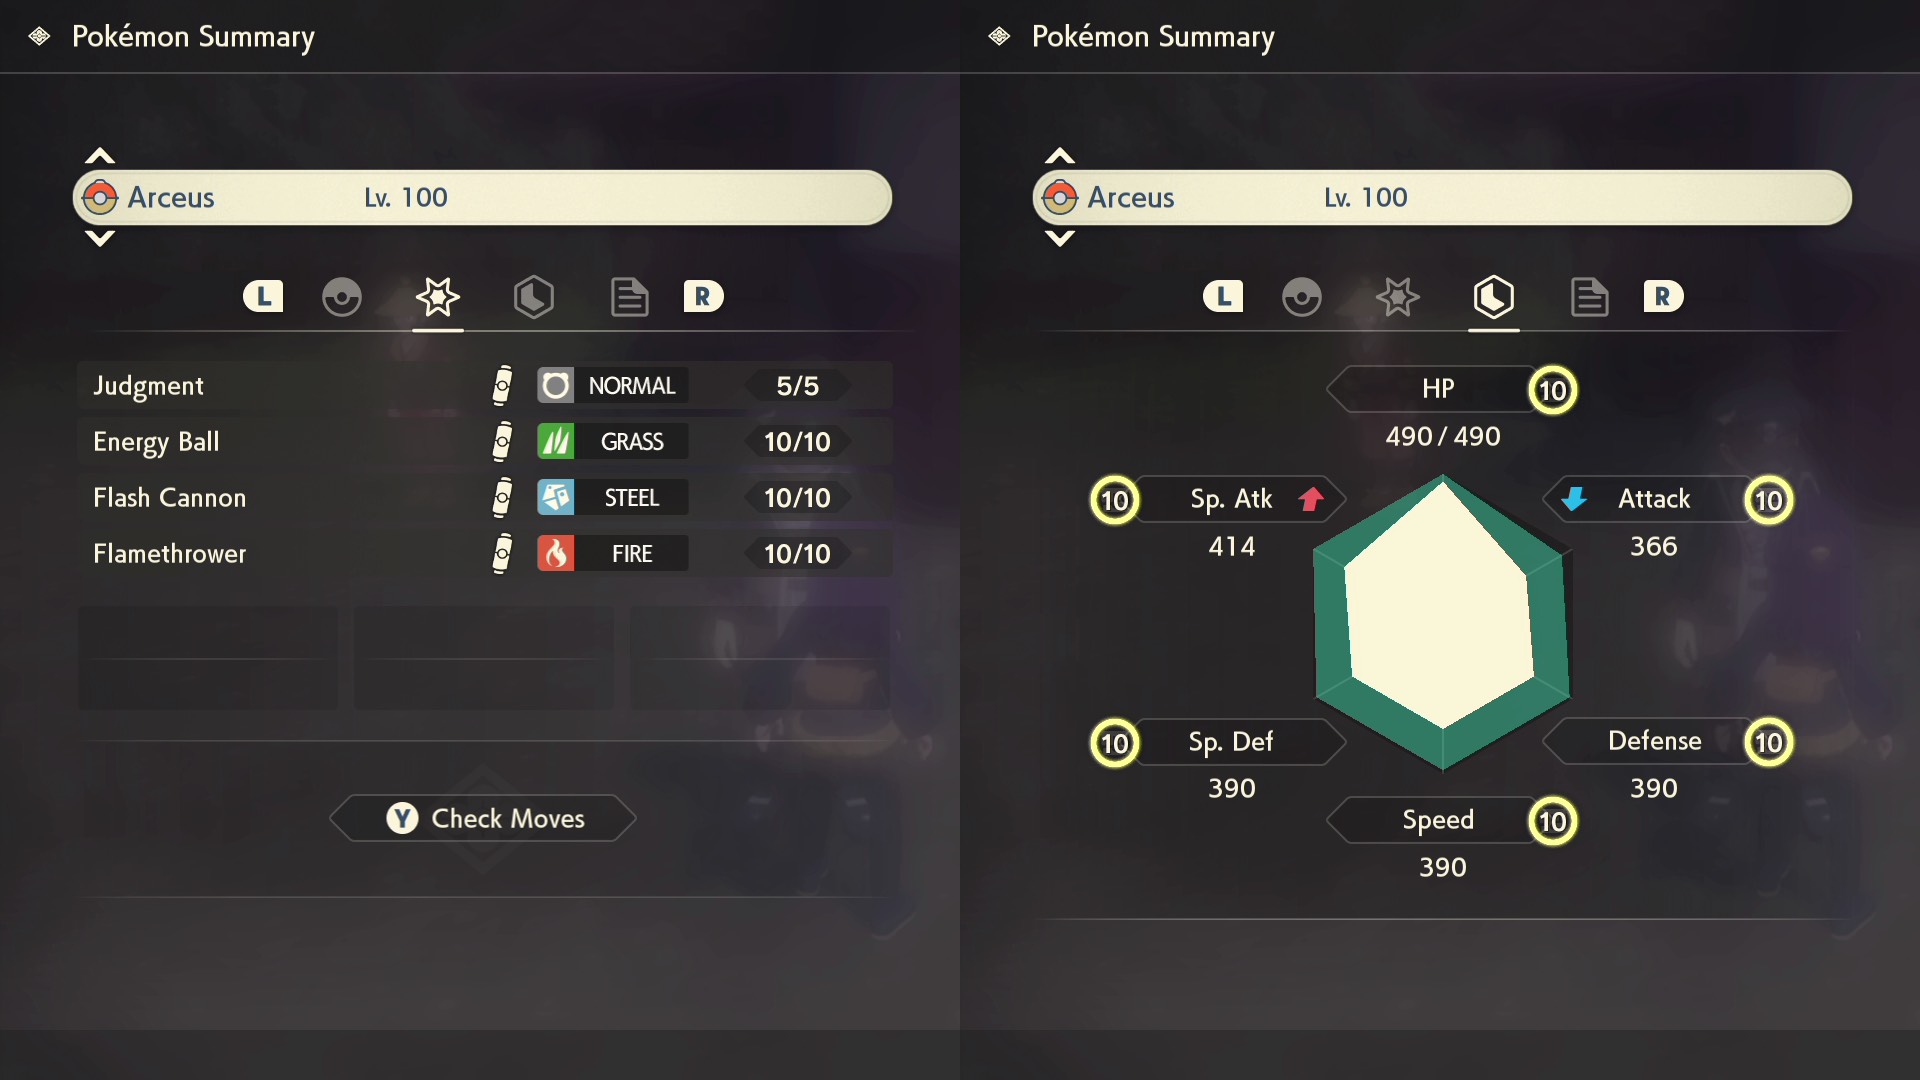 Pokémon Summary
Arceus Lv. 100
L R
Judgment NORMAL 5/5
Energy Ball GRASS 10/10
Flash Cannon STEEL 10/10
Flamethrower FIRE 10/10
Y Check Moves
Pokémon Summary
Arceus Lv. 100
L R
HP 10
490 / 490
10 Sp. Atk
414
Attack 10
366
10 Sp. Def
390
Defense 10
390
Speed 10
390